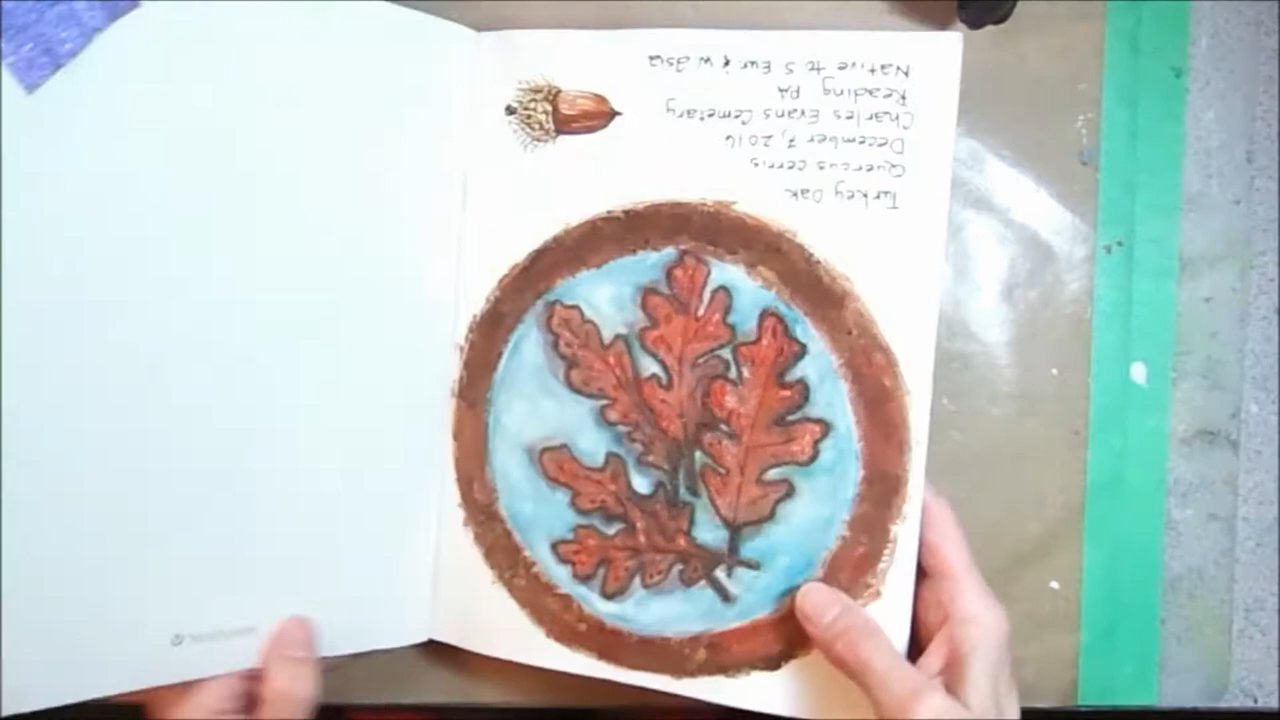 Turkey Oak
Quercus cerris
December 7, 2016
Charles Evans Cemetary
Reading PA
Native to S Eur & W Asia